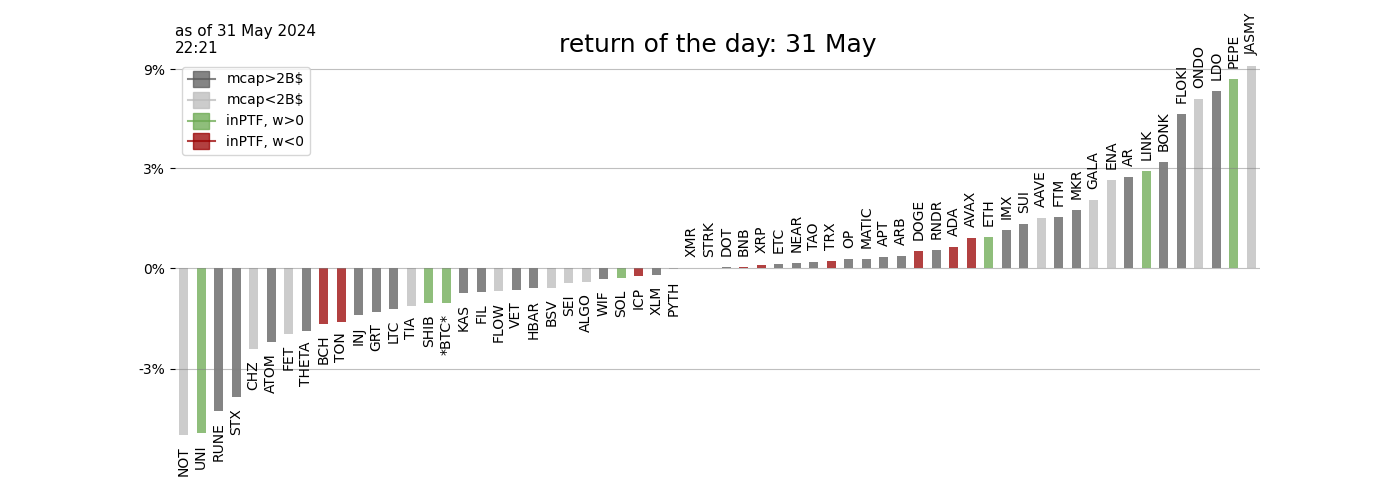 as of 31 May 2024
22:21
return of the day: 31 May
mcap>2B$
mcap<2B$
inPTF, w>0
inPTF, w<0
9%
3%
0%
-3%
NOT
UNI
RUNE
STX
CHZ
ATOM
FET
THETA
BCH
TON
INJ
GRT
LTC
TIA
SHIB
*BTC*
KAS
FIL
FLOW
VET
HBAR
BSV
SEI
ALGO
WIF
SOL
ICP
XLM
PYTH
XMR
STRK
DOT
BNB
XRP
ETC
NEAR
TAO
TRX
OP
MATIC
APT
ARB
DOGE
RNDR
ADA
AVAX
ETH
IMX
SUI
AAVE
FTM
MKR
GALA
ENA
AR
LINK
BONK
FLOKI
ONDO
LDO
PEPE
JASMY